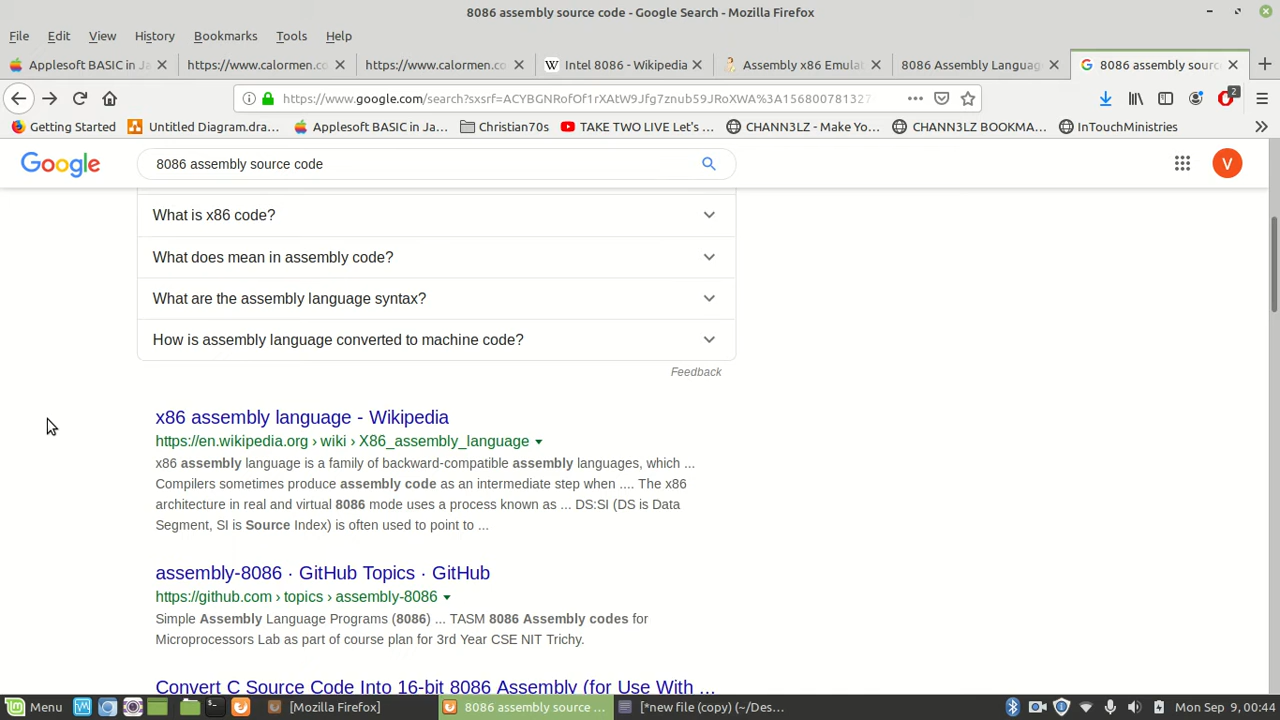 8086 assembly source code - Google Search - Mozilla Firefox
File Edit View History Bookmarks Tools Help
Applesoft BASIC in Ja
https://www.calormen.co
https://www.calormen.co
W Intel 8086 - Wikipedia
Assembly x86 Emulat
8086 Assembly Language
G 8086 assembly sourc
https://www.google.com/search?sxsrf=ACYBGNRofOf1rXAtW9Jfg7znub59JRoXWA%3A156800781327
2
Getting Started
Untitled Diagram.dra...
Applesoft BASIC in Ja...
Christian70s
TAKE TWO LIVE Let's ...
CHANN3LZ - Make Yo...
CHANN3LZ BOOKMA...
InTouchMinistries
Google
8086 assembly source code
V
What is x86 code?
What does mean in assembly code?
What are the assembly language syntax?
How is assembly language converted to machine code?
Feedback
x86 assembly language - Wikipedia
https://en.wikipedia.org › wiki › X86_assembly_language
x86 assembly language is a family of backward-compatible assembly languages, which ...
Compilers sometimes produce assembly code as an intermediate step when .... The x86
architecture in real and virtual 8086 mode uses a process known as ... DS:SI (DS is Data
Segment, SI is Source Index) is often used to point to ...
assembly-8086 · GitHub Topics · GitHub
https://github.com › topics › assembly-8086
Simple Assembly Language Programs (8086) ... TASM 8086 Assembly codes for
Microprocessors Lab as part of course plan for 3rd Year CSE NIT Trichy.
Convert C Source Code Into 16-bit 8086 Assembly (for Use With ...
Menu
[Mozilla Firefox]
8086 assembly source ...
[*new file (copy) (~/Des...
Mon Sep 9, 00:44